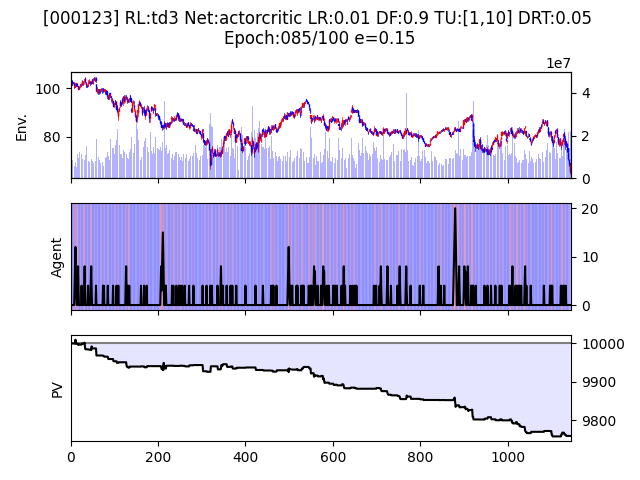 [000123] RL:td3 Net:actorcritic LR:0.01 DF:0.9 TU:[1,10] DRT:0.05
Epoch:085/100 e=0.15
1e7
100
80
Env.
4
2
0
Agent
20
10
0
PV
10000
9900
9800
0
200
400
600
800
1000